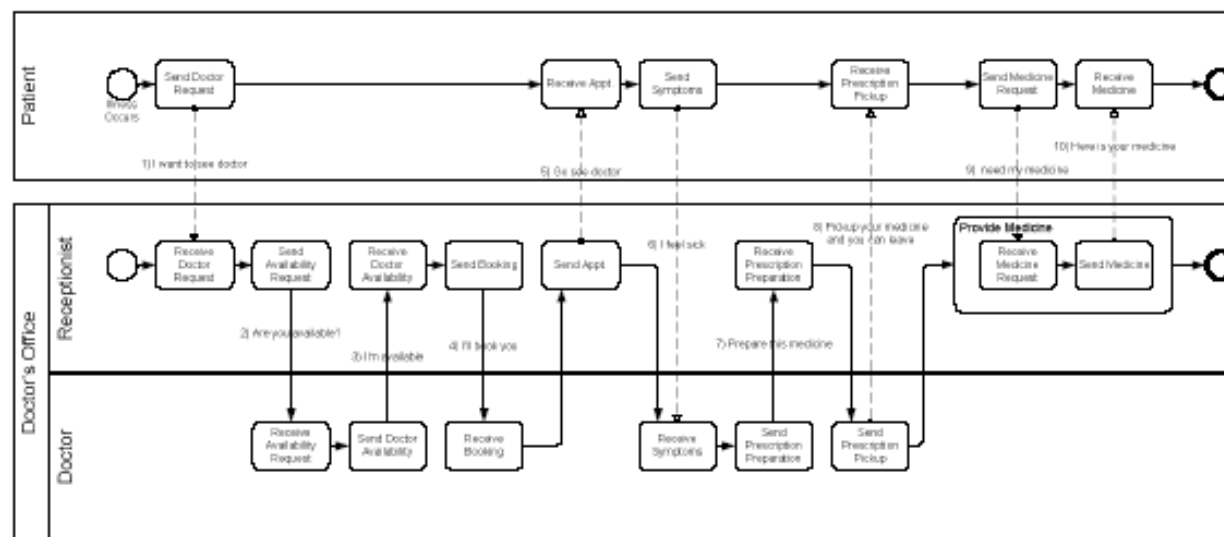 Patient
Illness
Occurs
Send Doctor
Request
Receive Appt.
Send
Symptoms
Receive
Prescription
Pickup
Send Medicine
Request
Receive
Medicine
1) I want to see doctor
5) Go see doctor
10) Here is your medicine
9) need my medicine
Doctor's Office
Receptionist
Receive
Doctor
Request
Send
Availability
Request
Receive
Doctor
Availability
Send Booking
Send Appt.
6) I feel sick
Receive
Prescription
Preparation
8) Pickup your medicine
and you can leave
Provide Medicine
Receive
Medicine
Request
Send Medicine
2) Are you available?
3) I'm available
4) I'll book you
7) Prepare this medicine
Doctor
Receive
Availability
Request
Send Doctor
Availability
Receive
Booking
Receive
Symptoms
Send
Prescription
Preparation
Send
Prescription
Pickup